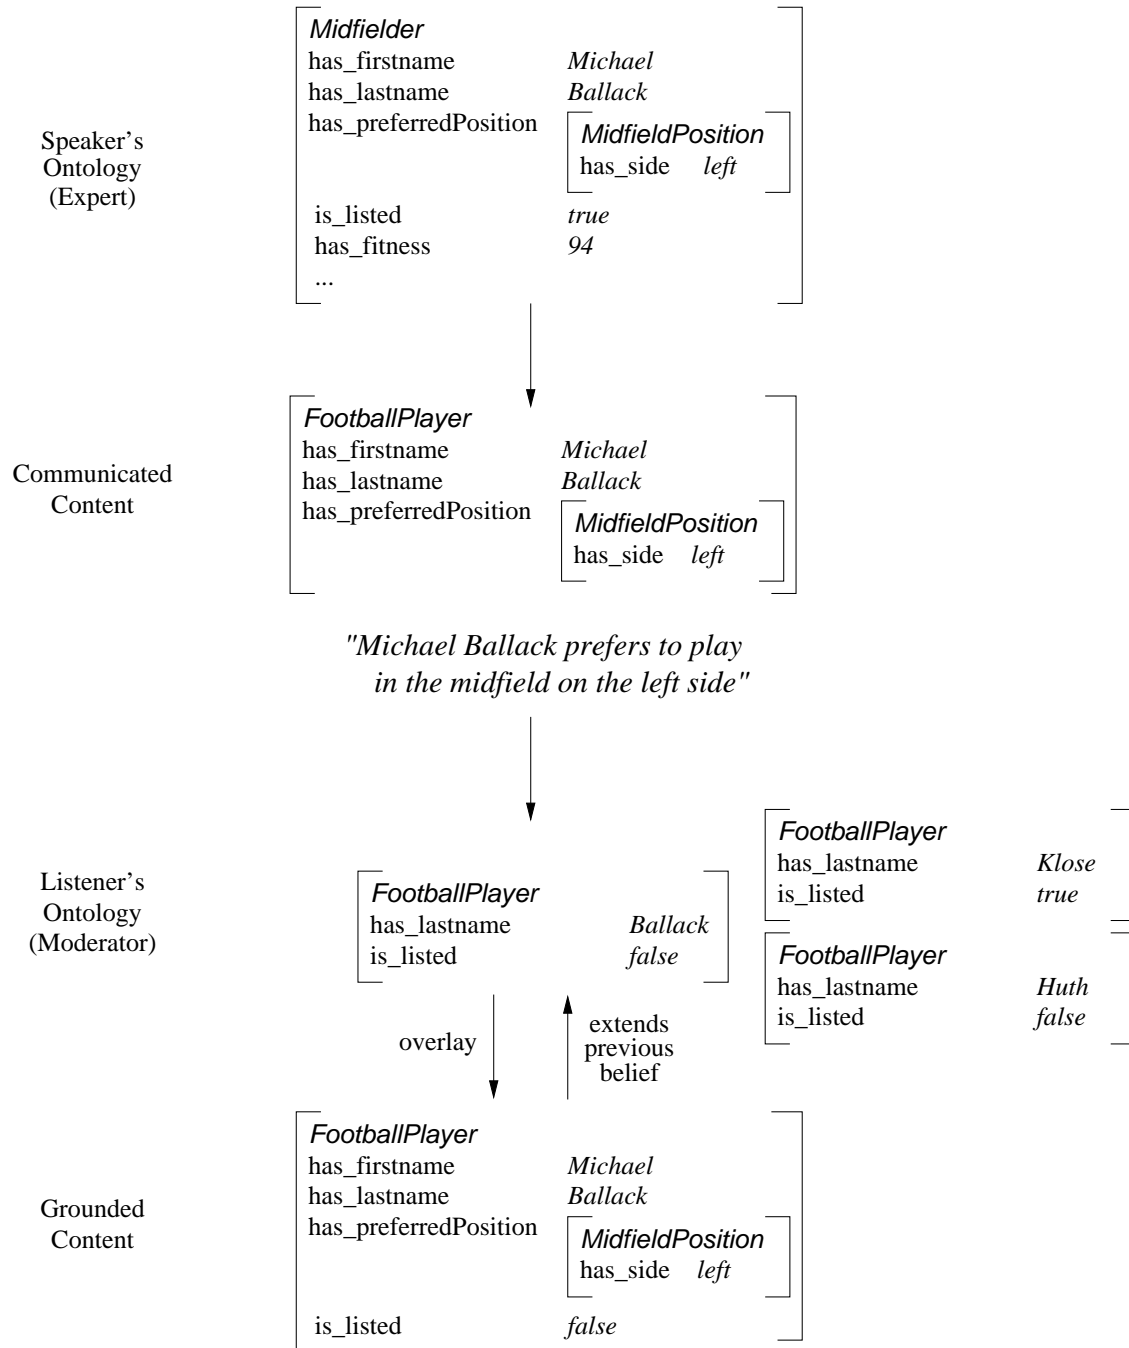 Midfielder
has_firstname Michael
has_lastname Ballack
has_preferredPosition
MidfieldPosition
has_side left
Speaker's
Ontology
(Expert)
is_listed true
has_fitness 94
...
FootballPlayer
has_firstname Michael
has_lastname Ballack
has_preferredPosition
MidfieldPosition
has_side left
Communicated
Content
"Michael Ballack prefers to play
in the midfield on the left side"
Listener's
Ontology
(Moderator)
FootballPlayer
has_lastname Ballack
is_listed false
FootballPlayer
has_lastname Klose
is_listed true
FootballPlayer
has_lastname Huth
is_listed false
overlay
extends
previous
belief
Grounded
Content
FootballPlayer
has_firstname Michael
has_lastname Ballack
has_preferredPosition
MidfieldPosition
has_side left
is_listed false